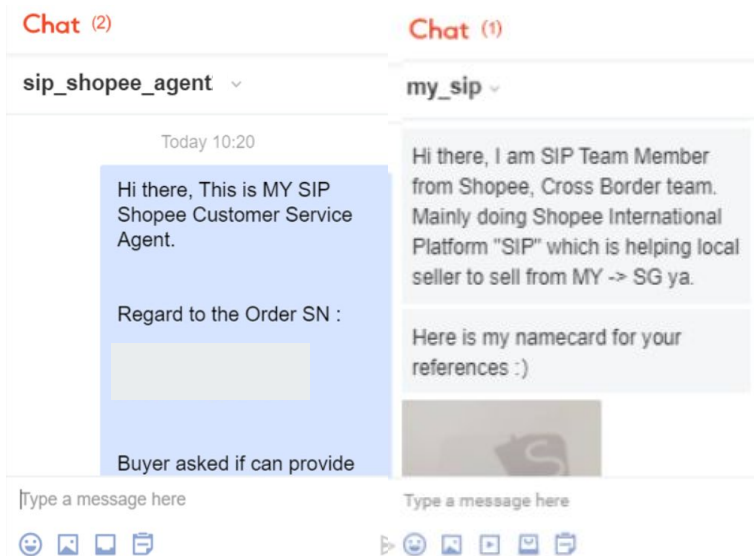 Chat (2)
sip_shopee_agent
Today 10:20
Hi there, This is MY SIP
Shopee Customer Service
Agent.
Regard to the Order SN :
Buyer asked if can provide
Type a message here
Chat (1)
my_sip
Hi there, I am SIP Team Member
from Shopee, Cross Border team.
Mainly doing Shopee International
Platform "SIP" which is helping local
seller to sell from MY -> SG ya.
Here is my namecard for your
references :)
S
Type a message here